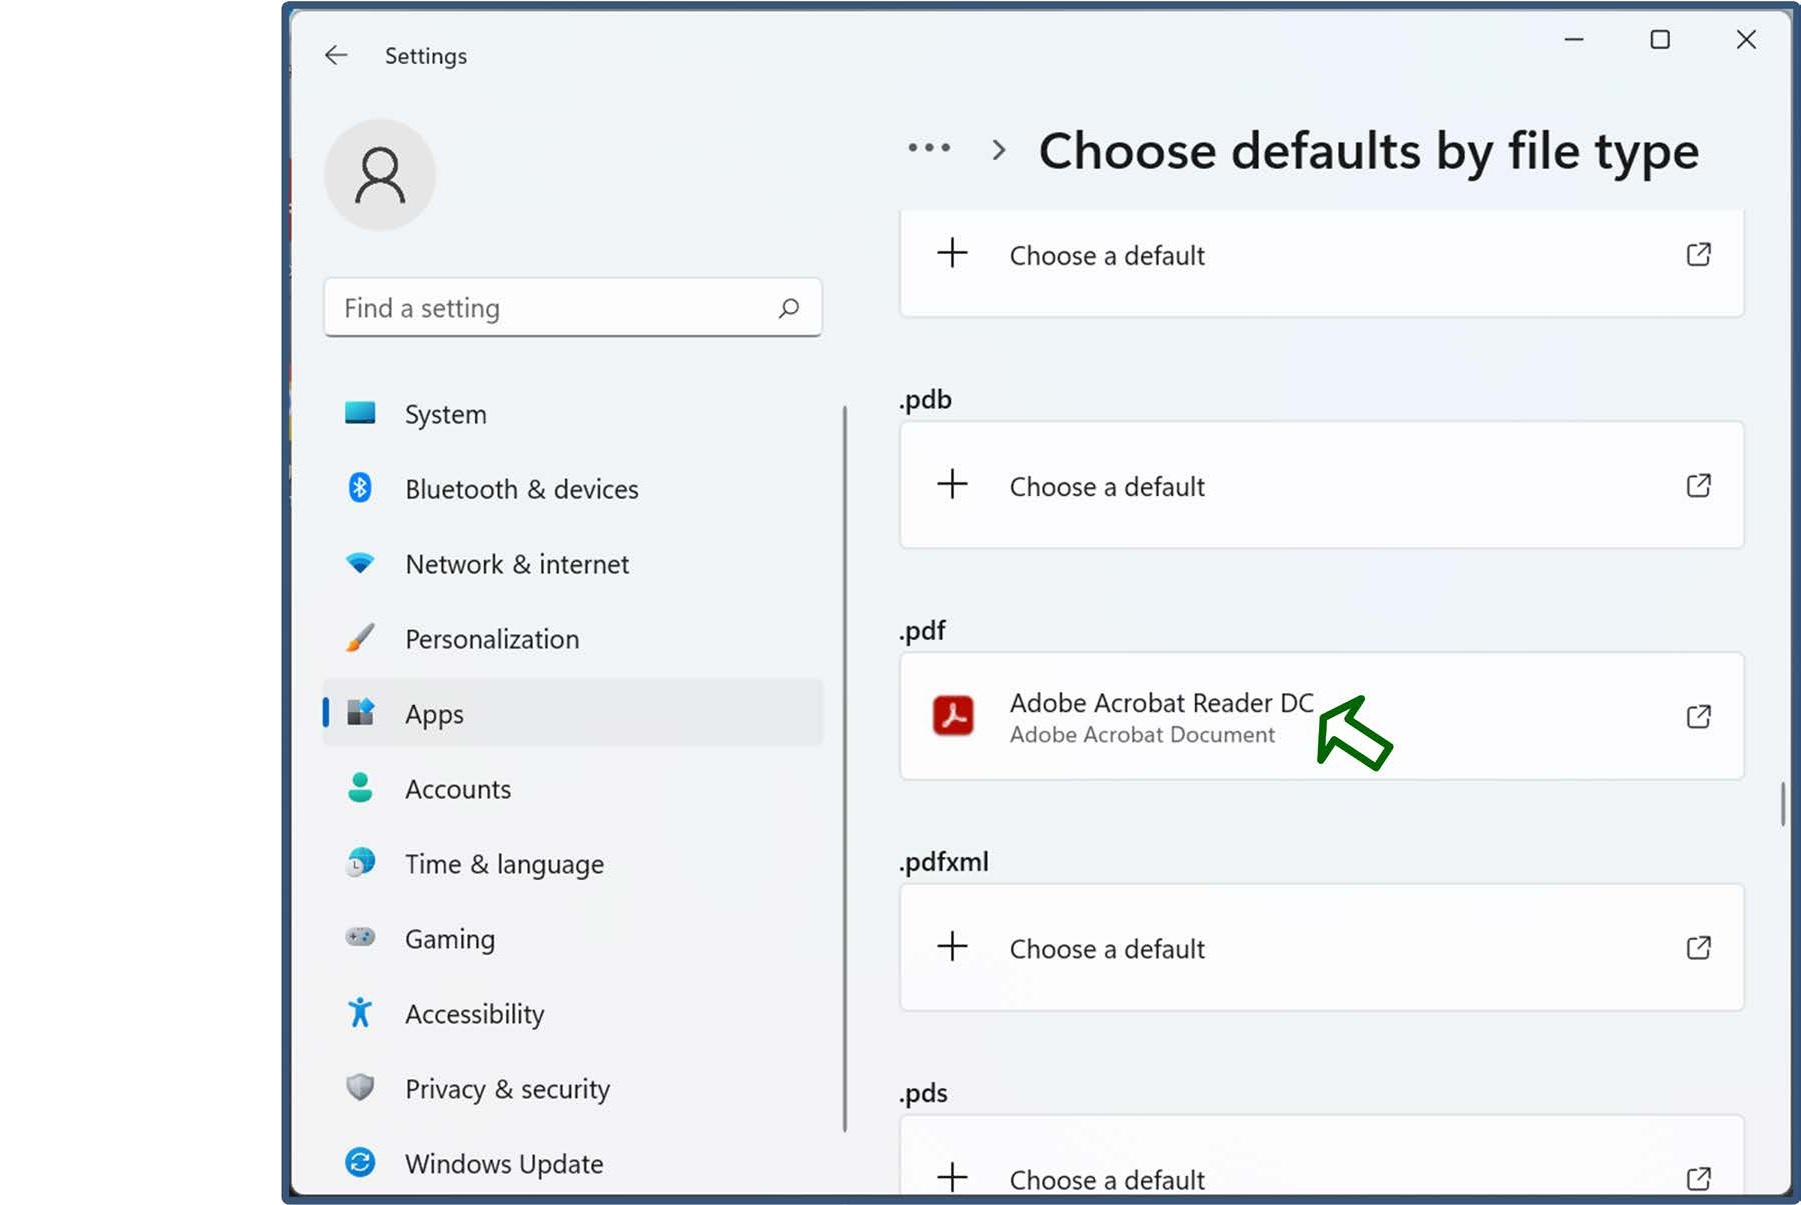 Settings
Find a setting
System
Bluetooth & devices
Network & internet
Personalization
Apps
Accounts
Time & language
Gaming
Accessibility
Privacy & security
Windows Update
... > Choose defaults by file type
Choose a default
.pdb
Choose a default
.pdf
Adobe Acrobat Reader DC
Adobe Acrobat Document
.pdfxml
Choose a default
.pds
Choose a default